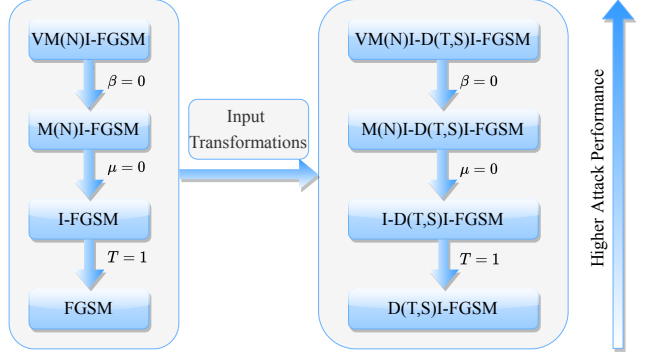 VM(N)I-FGSM
β = 0
M(N)I-FGSM
μ = 0
I-FGSM
T = 1
FGSM
Input
Transformations
VM(N)I-D(T,S)I-FGSM
β = 0
M(N)I-D(T,S)I-FGSM
μ = 0
I-D(T,S)I-FGSM
T = 1
D(T,S)I-FGSM
Higher Attack Performance